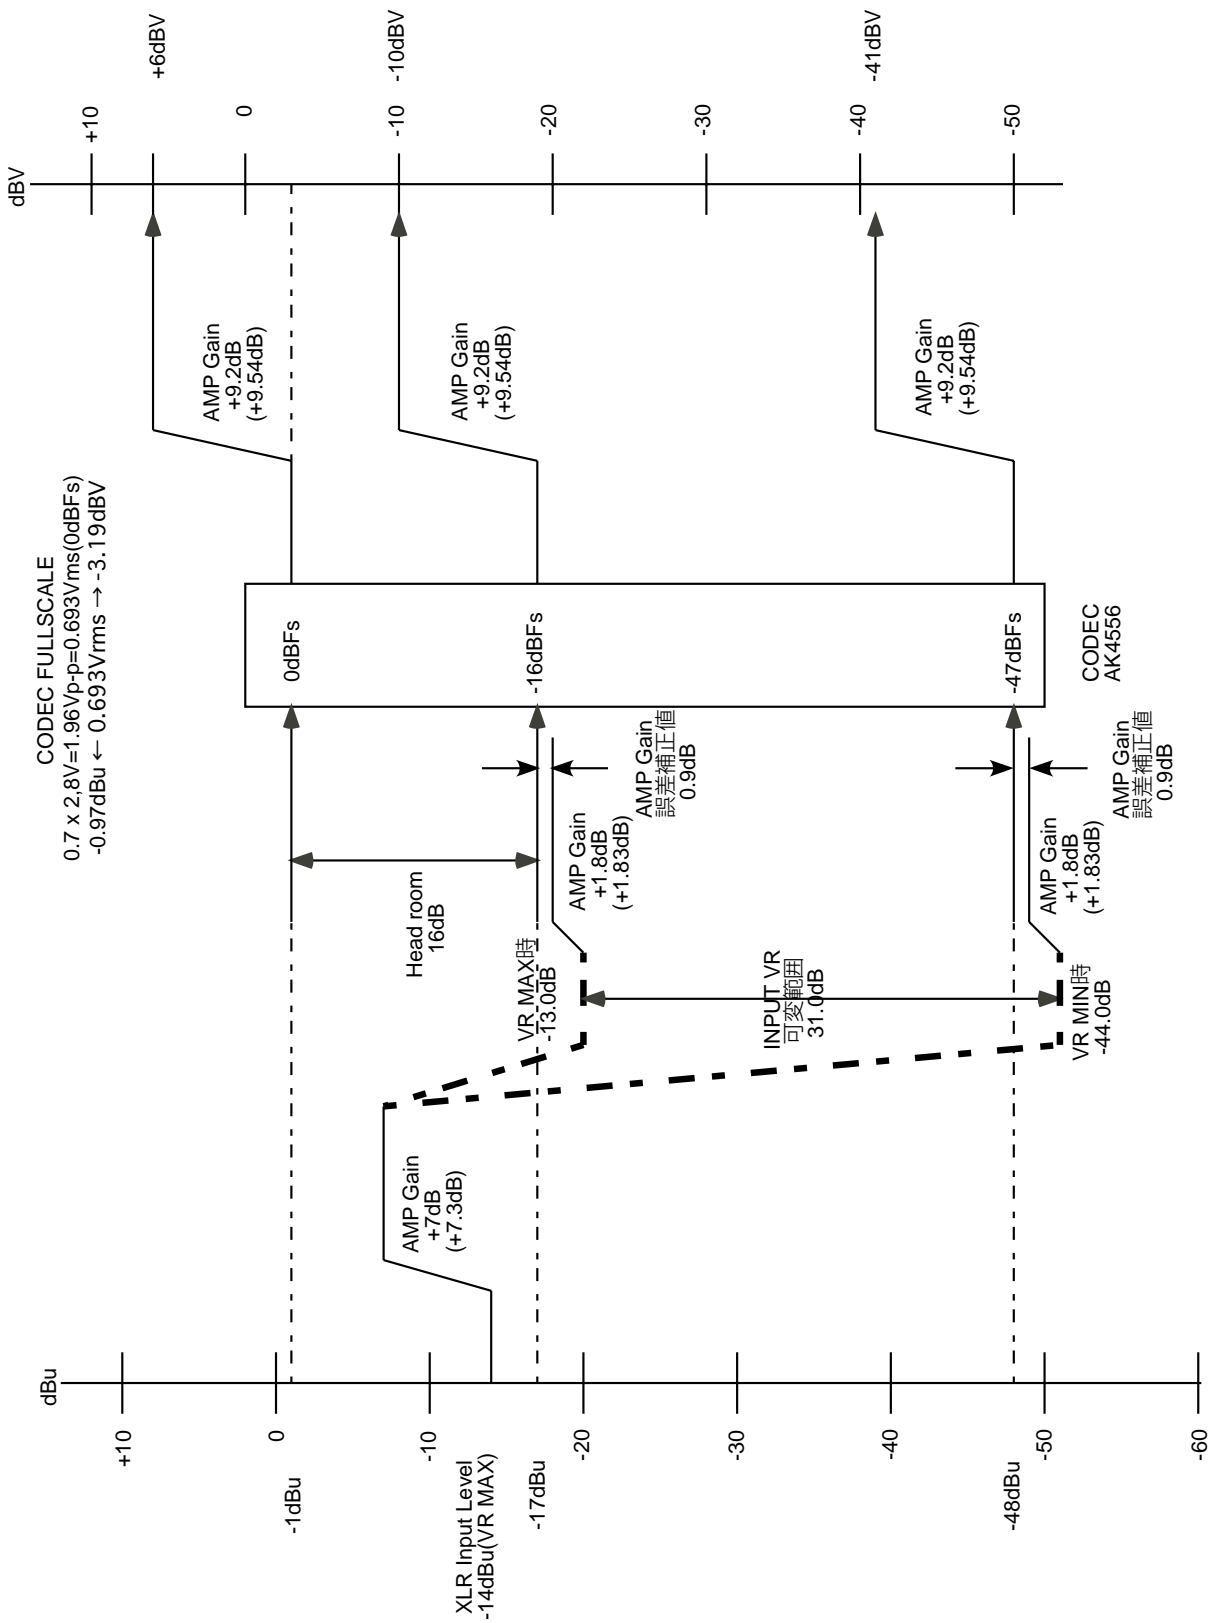 CODEC FULLSCALE
0.7 x 2,8V=1.96Vp-p=0.693Vms(0dBFs)
-0.97dBu ← 0.693Vrms → -3.19dBV
dBu
+10
0
-1dBu
-10
XLR Input Level
-14dBu(VR MAX)
-17dBu
-20
-30
-40
-48dBu
-50
-60
AMP Gain
+7dB
(+7.3dB)
VR MAX時
-13.0dB
INPUT VR
可変範囲
31.0dB
VR MIN時
-44.0dB
Head room
16dB
AMP Gain
+1.8dB
(+1.83dB)
AMP Gain
誤差補正値
0.9dB
AMP Gain
+1.8dB
(+1.83dB)
AMP Gain
誤差補正値
0.9dB
0dBFs
-16dBFs
-47dBFs
CODEC
AK4556
AMP Gain
+9.2dB
(+9.54dB)
AMP Gain
+9.2dB
(+9.54dB)
AMP Gain
+9.2dB
(+9.54dB)
dBV
+10
+6dBV
0
-10
-10dBV
-20
-30
-40
-41dBV
-50